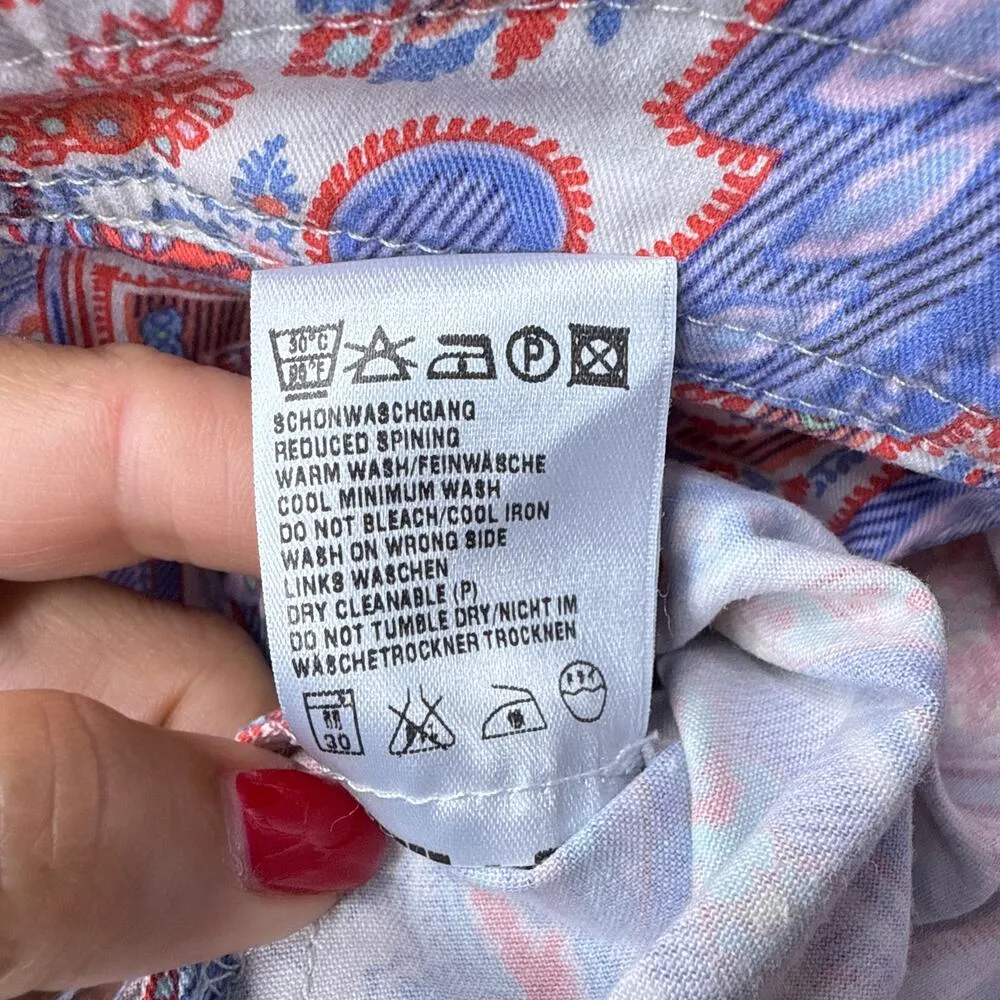 30°C
86°F
P
SCHONWASCHGANG
REDUCED SPINING
WARM WASH/FEINWÄSCHE
COOL MINIMUM WASH
DO NOT BLEACH/COOL IRON
WASH ON WRONG SIDE
LINKS WASCHEN
DRY CLEANABLE (P)
DO NOT TUMBLE DRY/NICHT IM
WÄSCHETROCKNER TROCKNEN
30